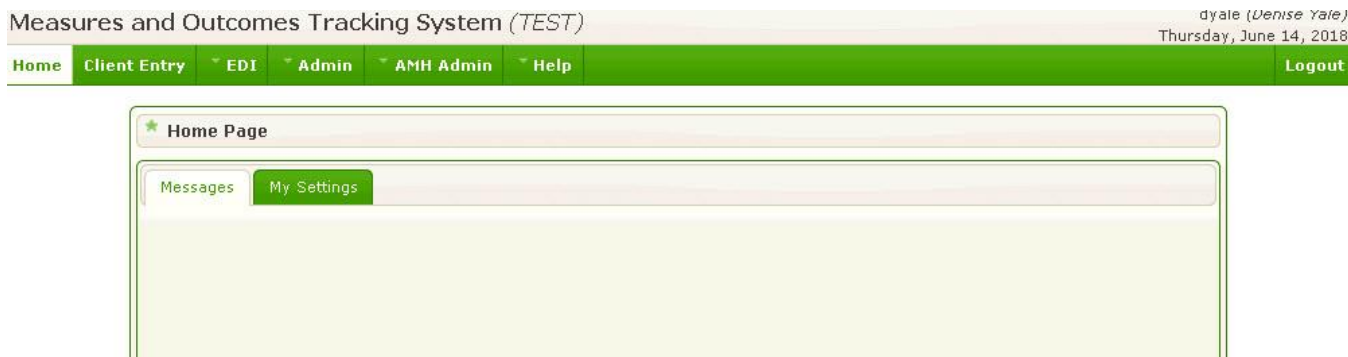 Measures and Outcomes Tracking System (TEST)
dyale (Denise Yale)
Thursday, June 14, 2018
Home Client Entry EDI Admin AMH Admin Help Logout
Home Page
Messages My Settings